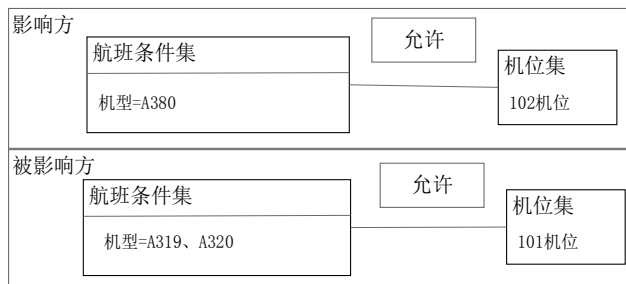 影响方
航班条件集
允许
机位集
机型=A380
102机位
被影响方
航班条件集
允许
机位集
机型=A319、A320
101机位